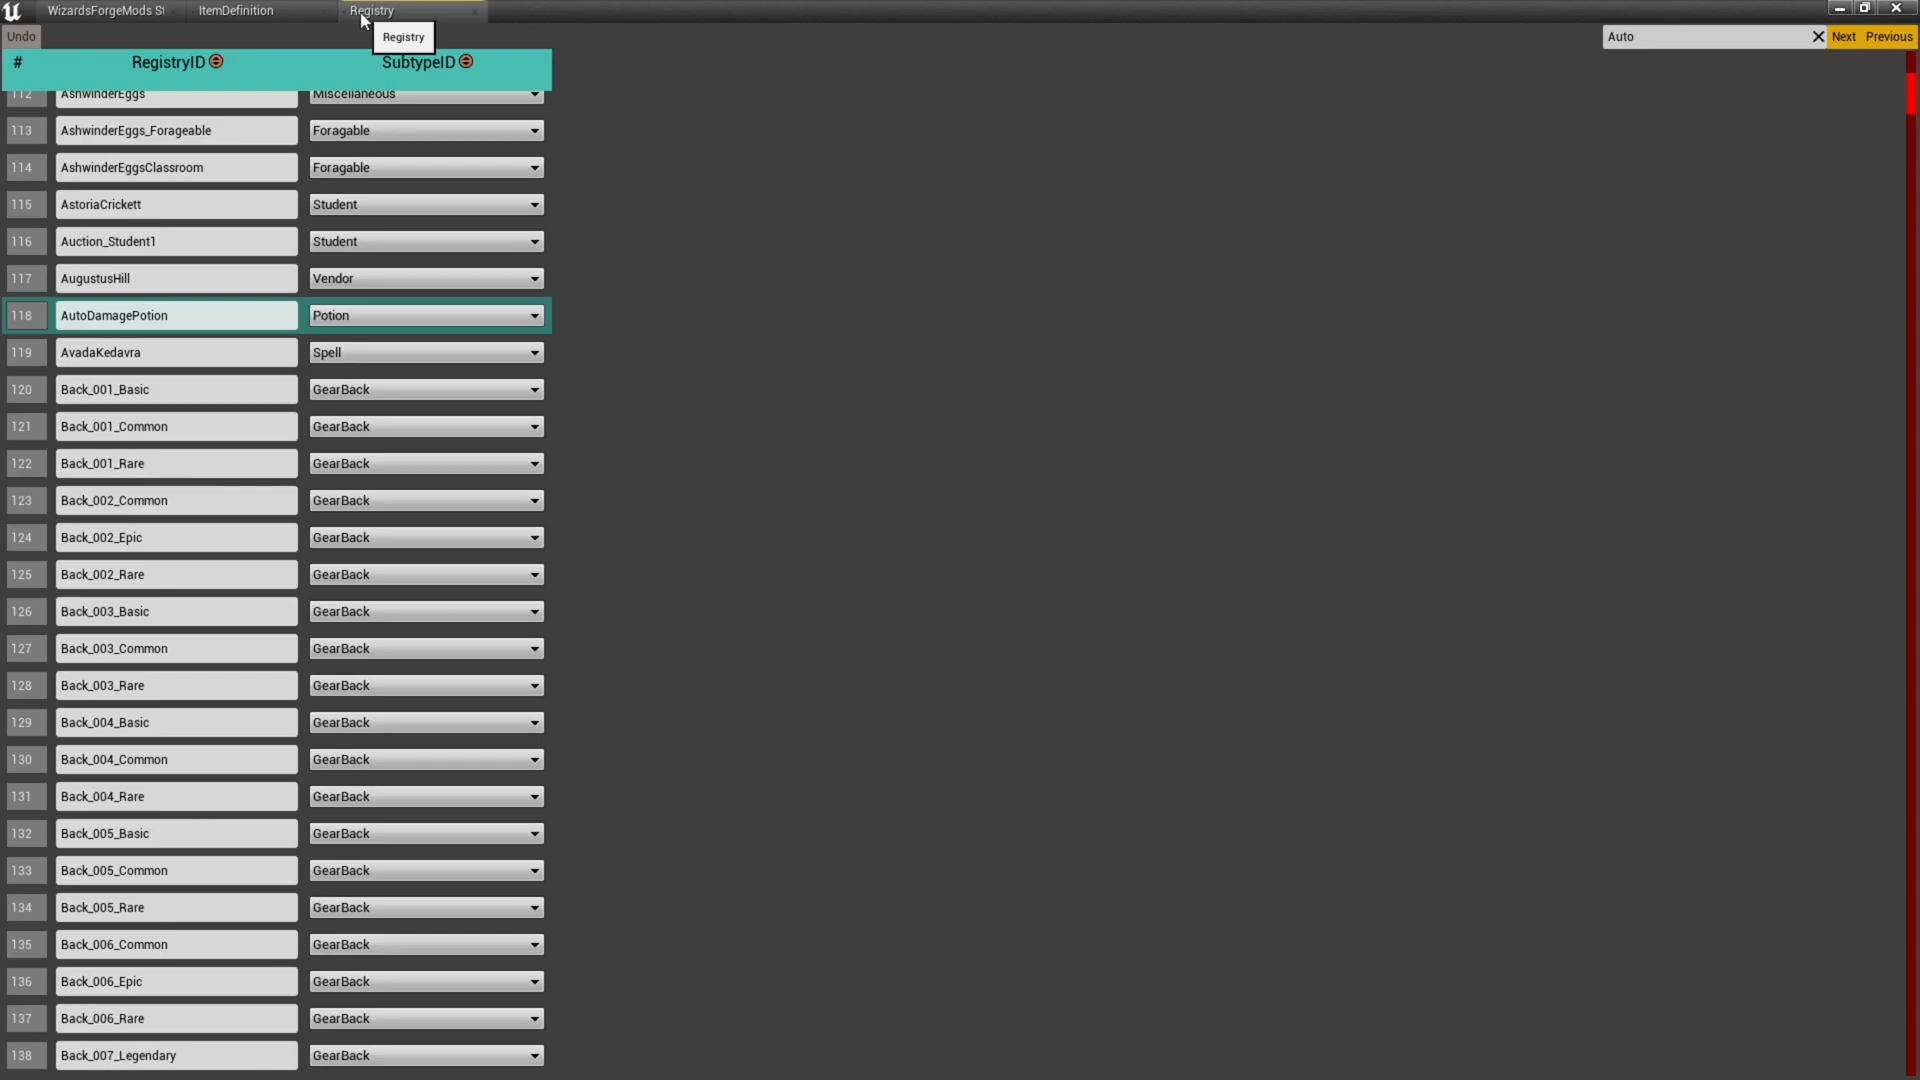 WizardsForgeMods St
ItemDefinition
Registry
Registry
Undo
Auto
Next Previous
# RegistryID SubtypeID
112 AshwinderEggs Miscellaneous
113 AshwinderEggs_Forageable Foragable
114 AshwinderEggsClassroom Foragable
115 AstoriaCrickett Student
116 Auction_Student1 Student
117 AugustusHill Vendor
118 AutoDamagePotion Potion
119 AvadaKedavra Spell
120 Back_001_Basic GearBack
121 Back_001_Common GearBack
122 Back_001_Rare GearBack
123 Back_002_Common GearBack
124 Back_002_Epic GearBack
125 Back_002_Rare GearBack
126 Back_003_Basic GearBack
127 Back_003_Common GearBack
128 Back_003_Rare GearBack
129 Back_004_Basic GearBack
130 Back_004_Common GearBack
131 Back_004_Rare GearBack
132 Back_005_Basic GearBack
133 Back_005_Common GearBack
134 Back_005_Rare GearBack
135 Back_006_Common GearBack
136 Back_006_Epic GearBack
137 Back_006_Rare GearBack
138 Back_007_Legendary GearBack